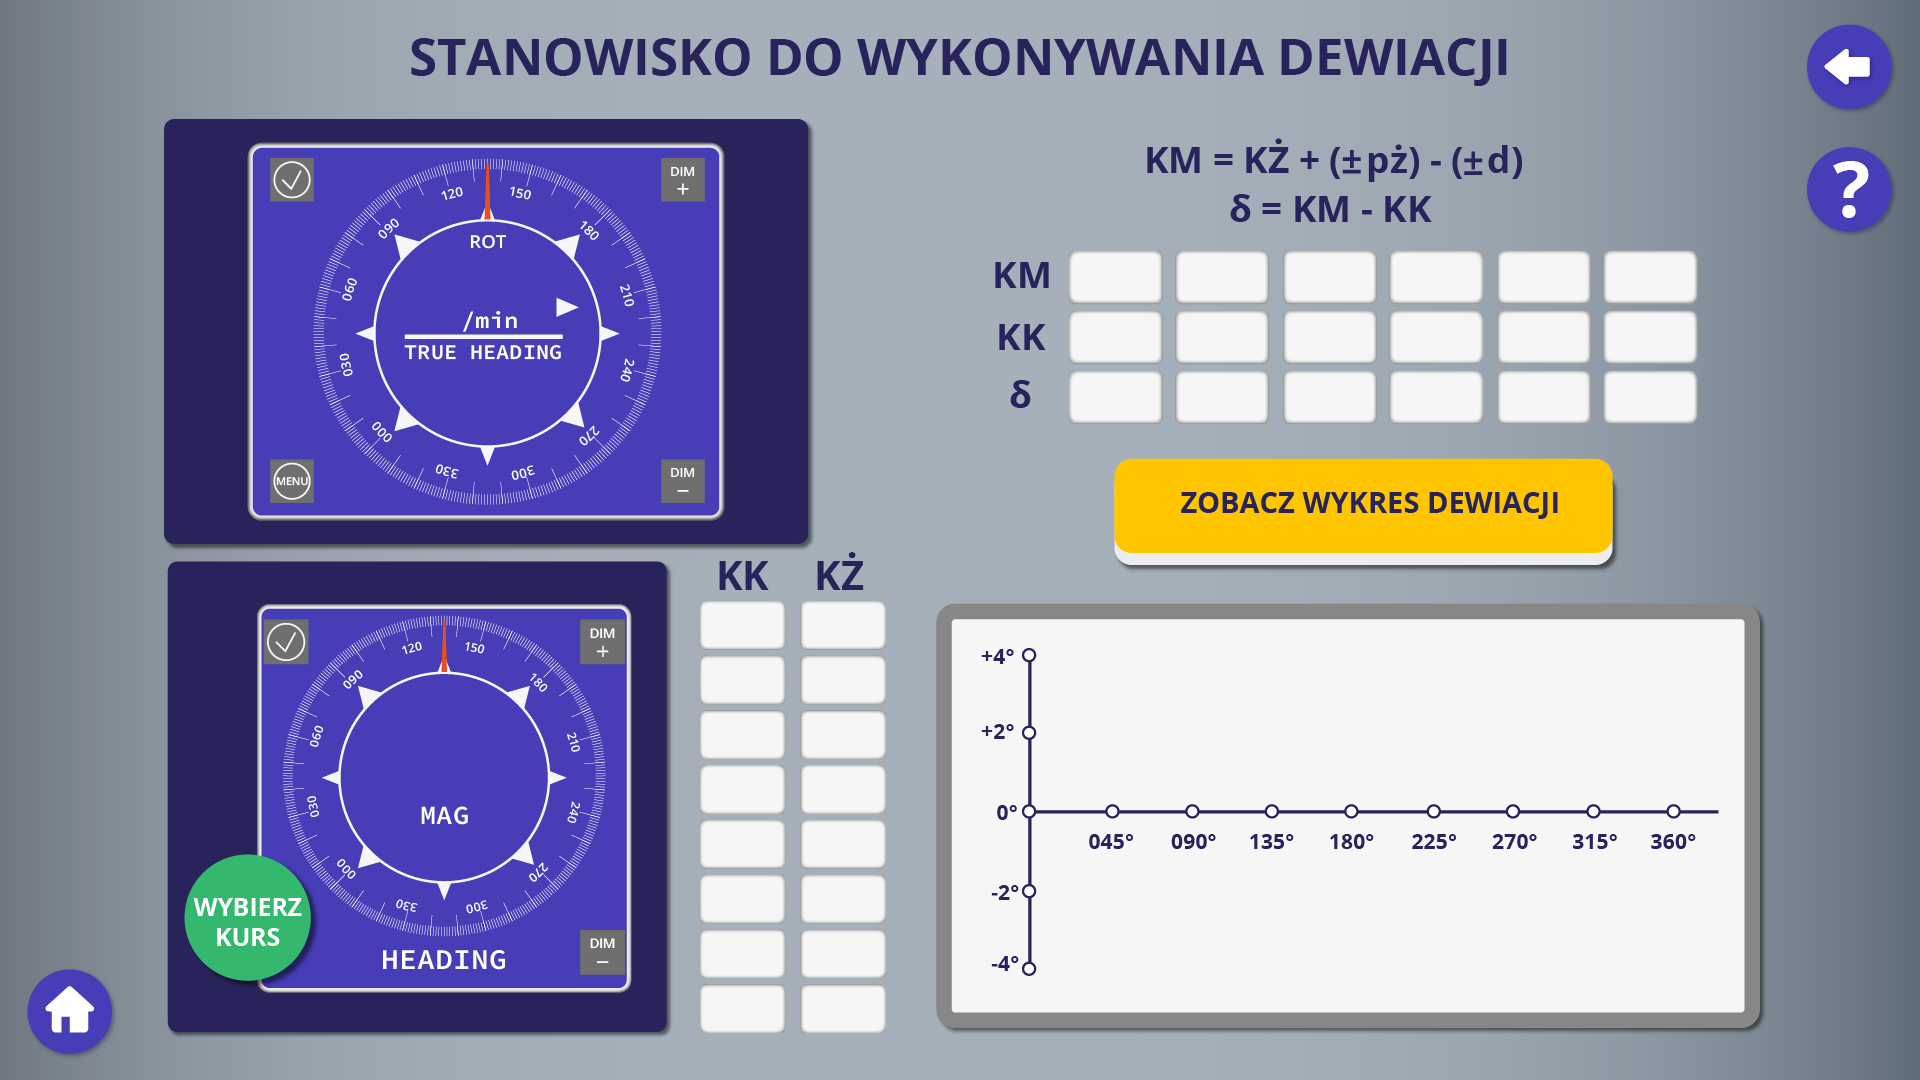 STANOWISKO DO WYKONYWANIA DEWIACJI
DIM
+
120
150
090
180
ROT
060
210
/min
TRUE HEADING
030
240
000
270
330
300
MENU
DIM
−
KM = KŻ + (±pż) - (±d)
δ = KM - KK
KM
KK
δ
ZOBACZ WYKRES DEWIACJI
?
DIM
+
120
150
090
180
060
210
MAG
030
240
000
270
330
300
HEADING
DIM
−
WYBIERZ
KURS
KK KŻ
+4°
+2°
0°
045° 090° 135° 180° 225° 270° 315° 360°
-2°
-4°